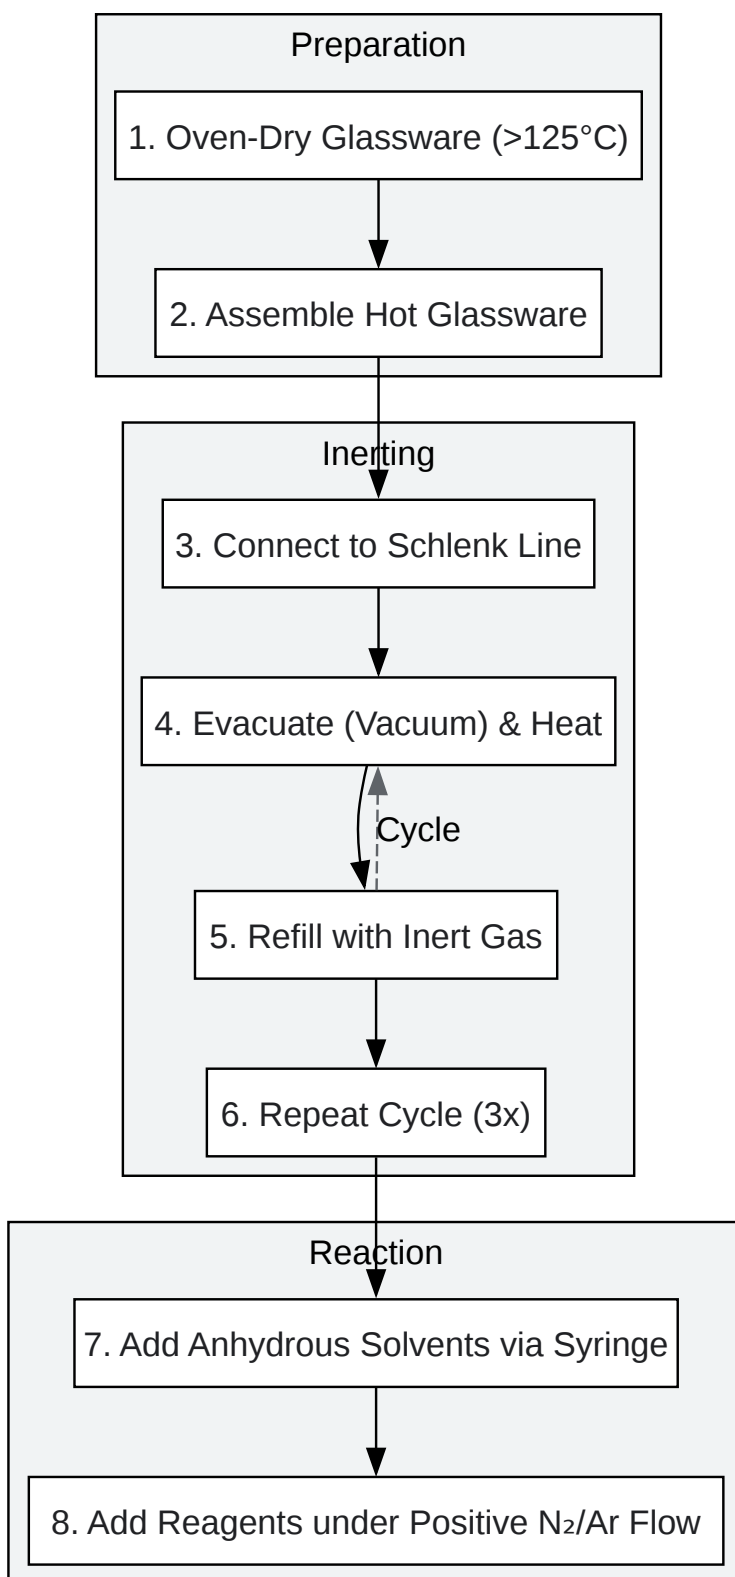 Preparation
1. Oven-Dry Glassware (>125°C)
2. Assemble Hot Glassware
Inerting
3. Connect to Schlenk Line
4. Evacuate (Vacuum) & Heat
Cycle
5. Refill with Inert Gas
6. Repeat Cycle (3x)
Reaction
7. Add Anhydrous Solvents via Syringe
8. Add Reagents under Positive N₂/Ar Flow